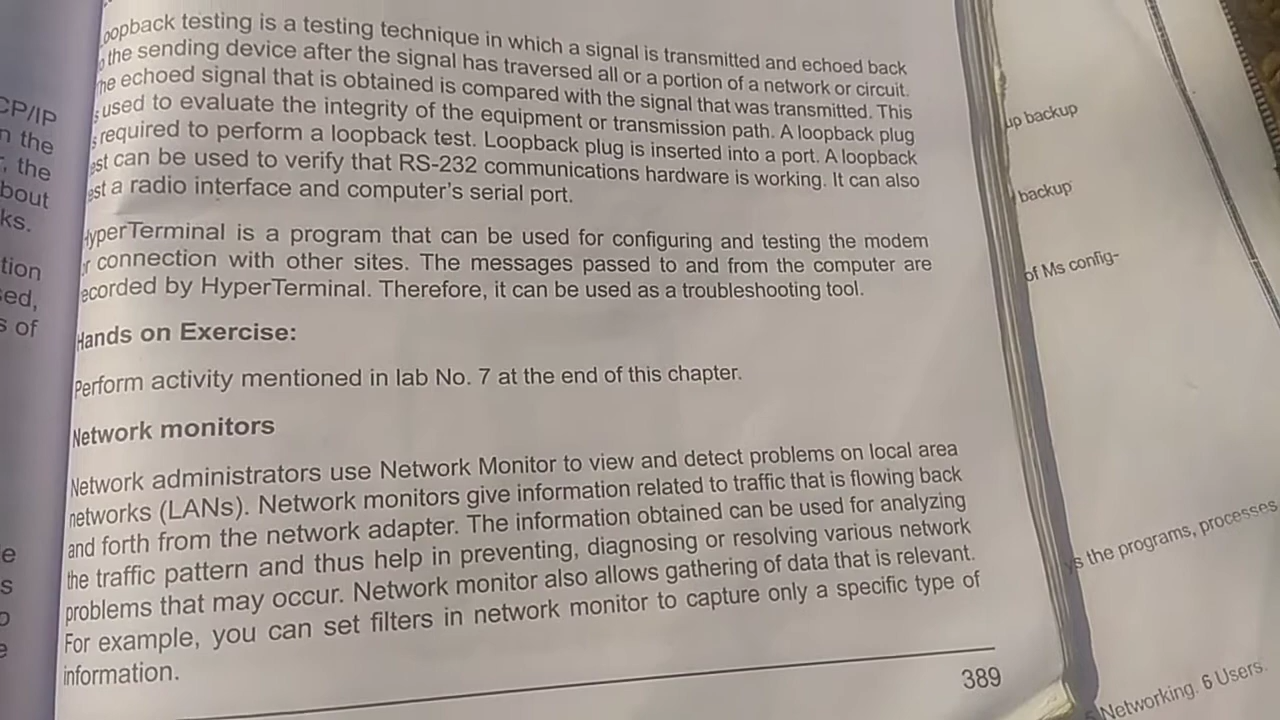 CP/IP
n the
, the
bout
ks.
tion
sed,
s of
e
s
o
e
oopback testing is a testing technique in which a signal is transmitted and echoed back
o the sending device after the signal has traversed all or a portion of a network or circuit.
he echoed signal that is obtained is compared with the signal that was transmitted. This
s used to evaluate the integrity of the equipment or transmission path. A loopback plug
s required to perform a loopback test. Loopback plug is inserted into a port. A loopback
est can be used to verify that RS-232 communications hardware is working. It can also
est a radio interface and computer's serial port.
HyperTerminal is a program that can be used for configuring and testing the modem
or connection with other sites. The messages passed to and from the computer are
ecorded by HyperTerminal. Therefore, it can be used as a troubleshooting tool.
Hands on Exercise:
Perform activity mentioned in lab No. 7 at the end of this chapter.
Network monitors
Network administrators use Network Monitor to view and detect problems on local area
networks (LANs). Network monitors give information related to traffic that is flowing back
and forth from the network adapter. The information obtained can be used for analyzing
the traffic pattern and thus help in preventing, diagnosing or resolving various network
problems that may occur. Network monitor also allows gathering of data that is relevant.
For example, you can set filters in network monitor to capture only a specific type of
information.
389
up backup
backup
of Ms config-
ys the programs, processes
5 Networking. 6 Users.